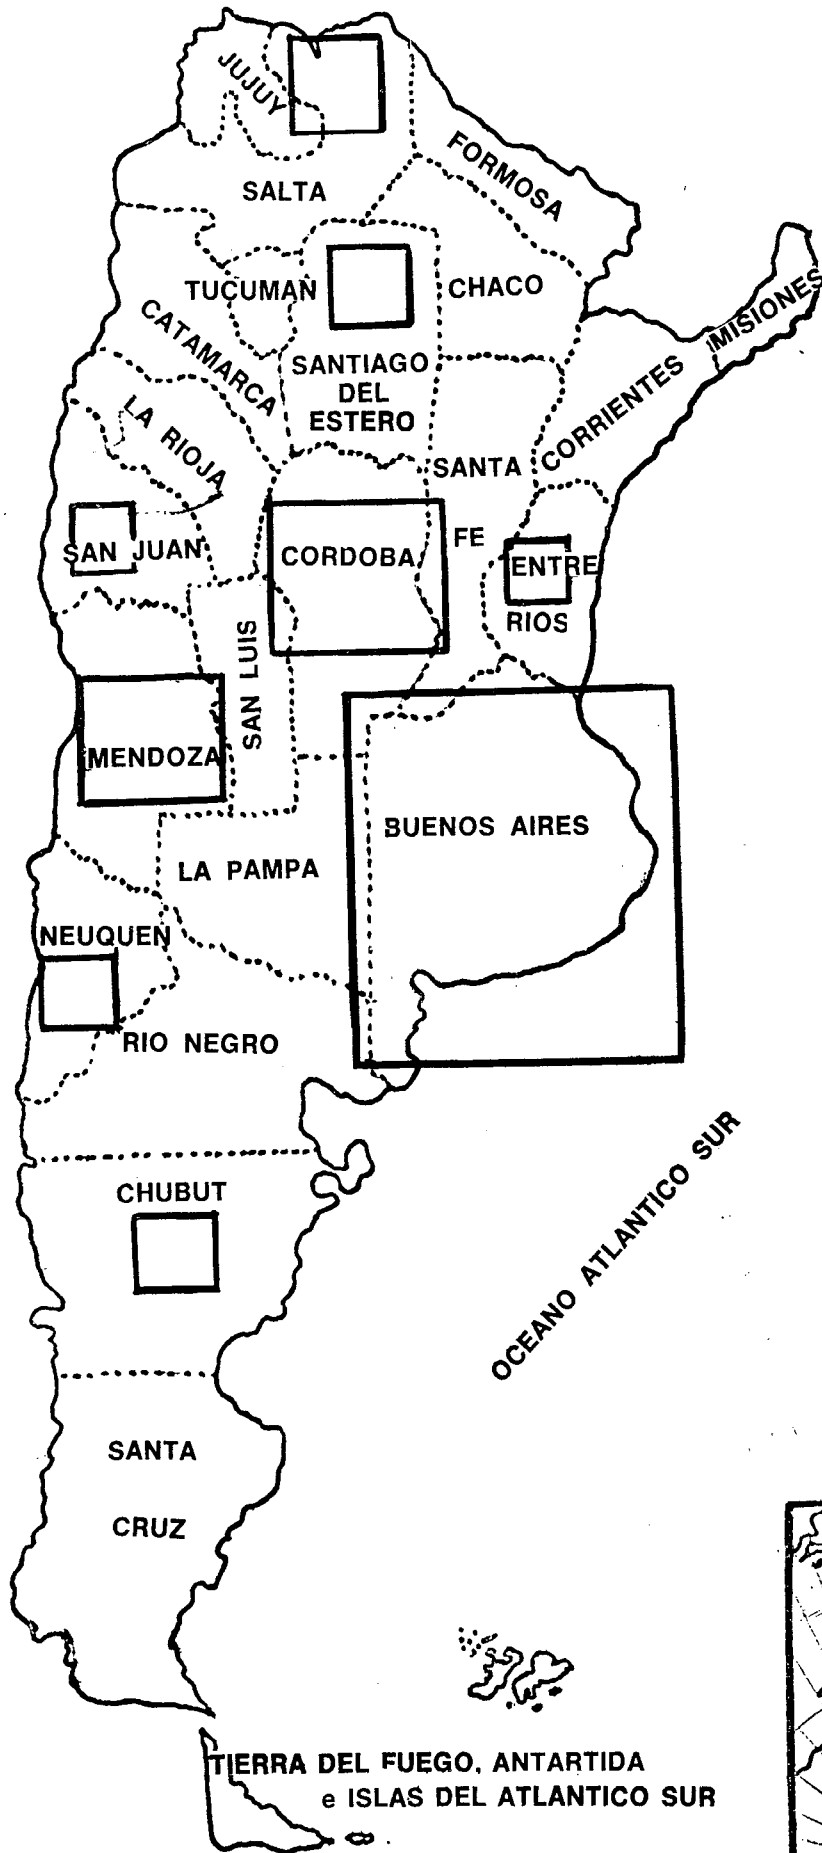 JUJUY
FORMOSA
SALTA
TUCUMAN
CHACO
MISIONES
CATAMARCA
SANTIAGO
DEL
ESTERO
CORRIENTES
LA RIOJA
SANTA
FE
SAN JUAN
CORDOBA
ENTRE
RIOS
SAN LUIS
MENDOZA
BUENOS AIRES
LA PAMPA
NEUQUEN
RIO NEGRO
CHUBUT
OCEANO ATLANTICO SUR
SANTA
CRUZ
TIERRA DEL FUEGO, ANTARTIDA
e ISLAS DEL ATLANTICO SUR